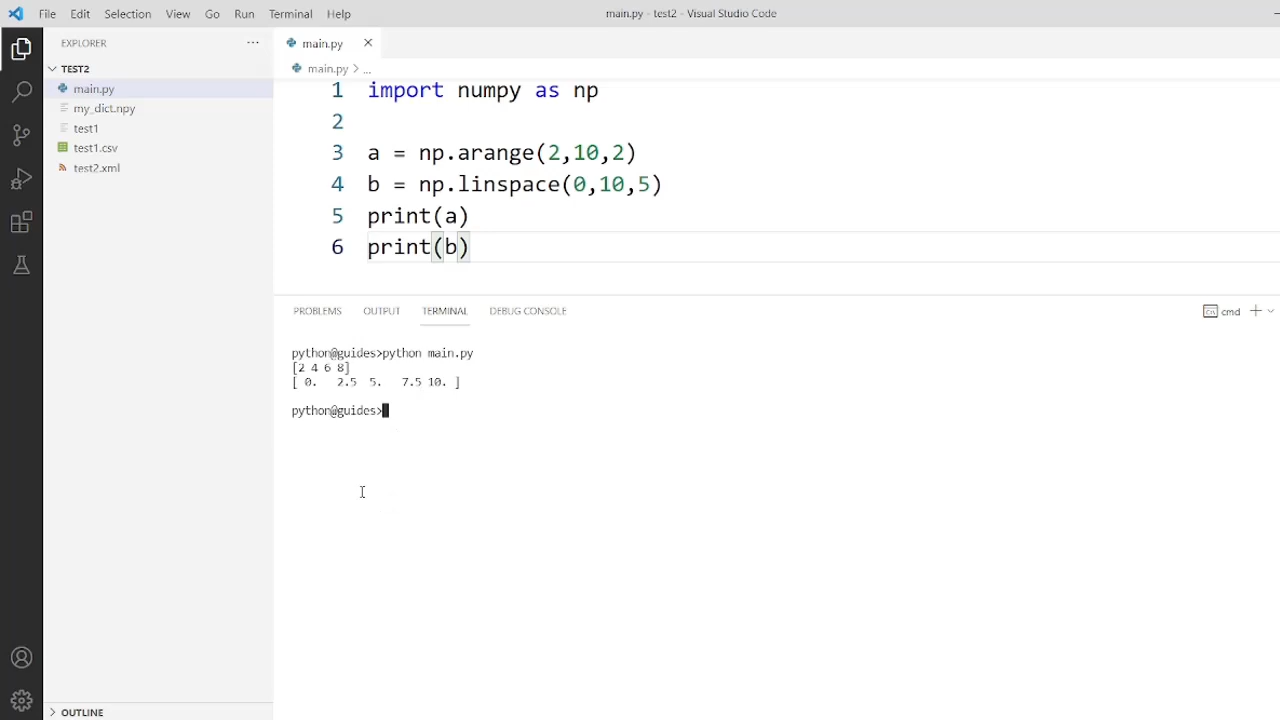 File Edit Selection View Go Run Terminal Help
main.py - test2 - Visual Studio Code
EXPLORER ...
TEST2
main.py
my_dict.npy
test1
test1.csv
test2.xml
OUTLINE
main.py
main.py > ...
1 import numpy as np
2
3 a = np.arange(2,10,2)
4 b = np.linspace(0,10,5)
5 print(a)
6 print(b)
PROBLEMS OUTPUT TERMINAL DEBUG CONSOLE
cmd
python@guides>python main.py
[2 4 6 8]
[ 0.   2.5  5.   7.5 10. ]
python@guides>